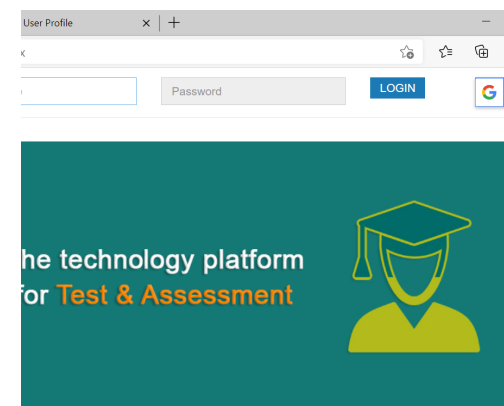 User Profile
Password
LOGIN
G
he technology platform
for Test & Assessment